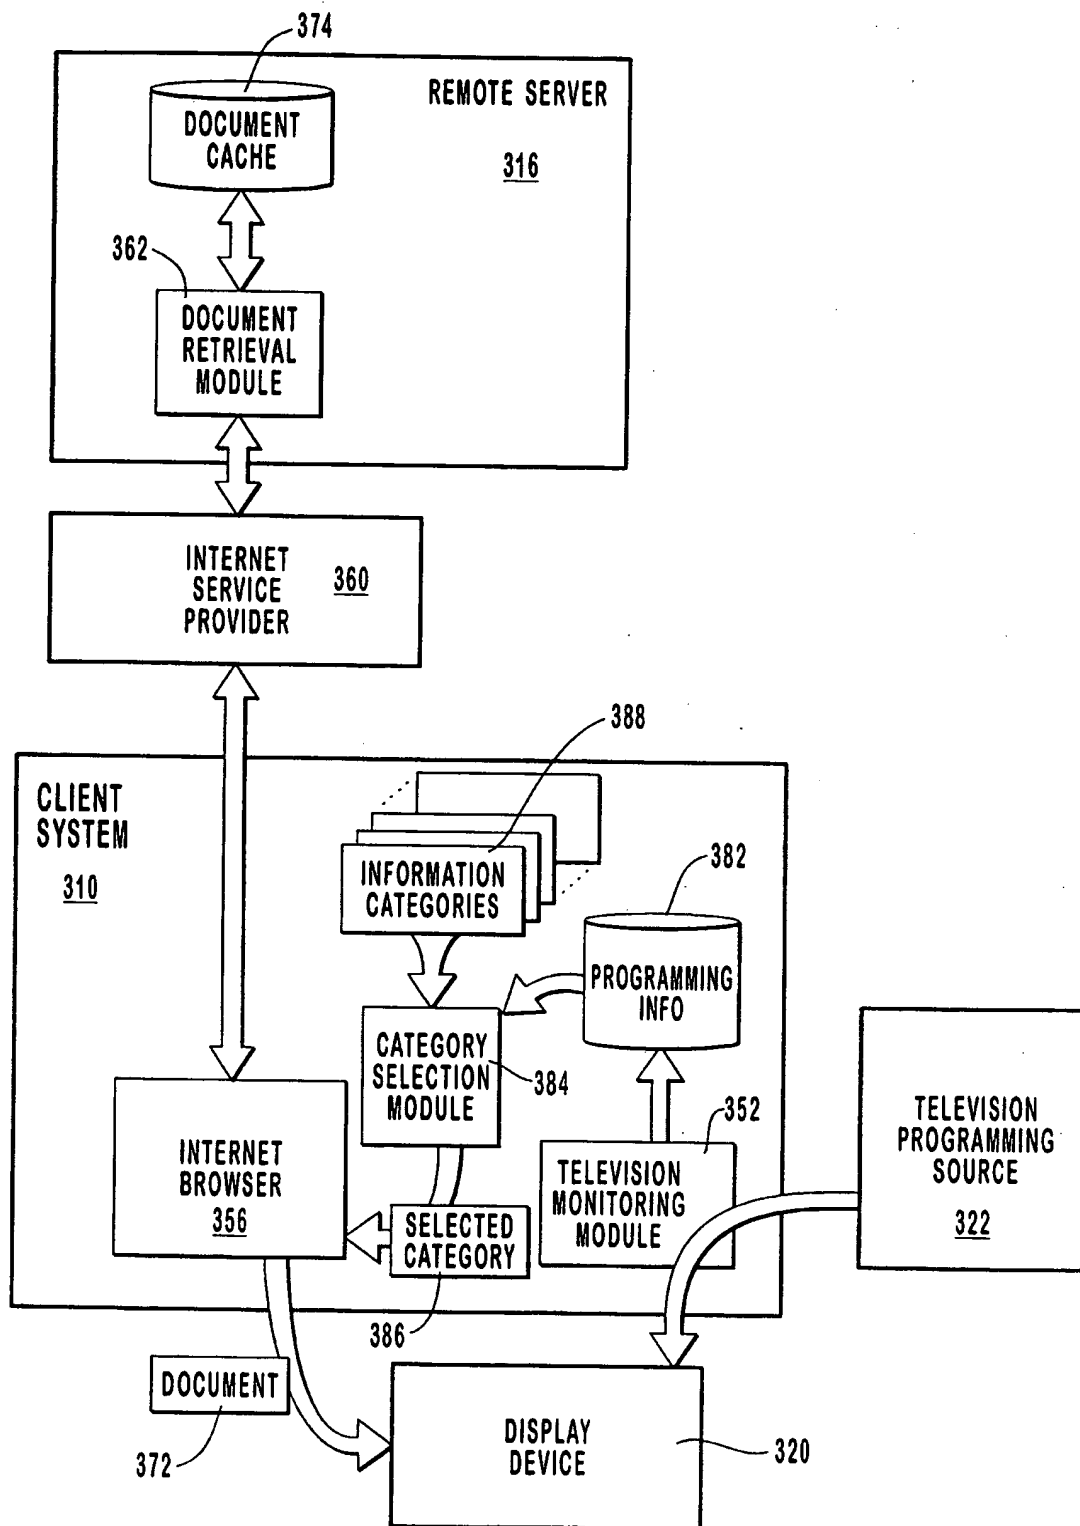 374
REMOTE SERVER
316
DOCUMENT
CACHE
362
DOCUMENT
RETRIEVAL
MODULE
INTERNET
SERVICE
PROVIDER
360
388
CLIENT
SYSTEM
310
INFORMATION
CATEGORIES
382
PROGRAMMING
INFO
CATEGORY
SELECTION
MODULE
384
352
TELEVISION
PROGRAMMING
SOURCE
322
INTERNET
BROWSER
356
TELEVISION
MONITORING
MODULE
SELECTED
CATEGORY
386
DOCUMENT
372
DISPLAY
DEVICE
320